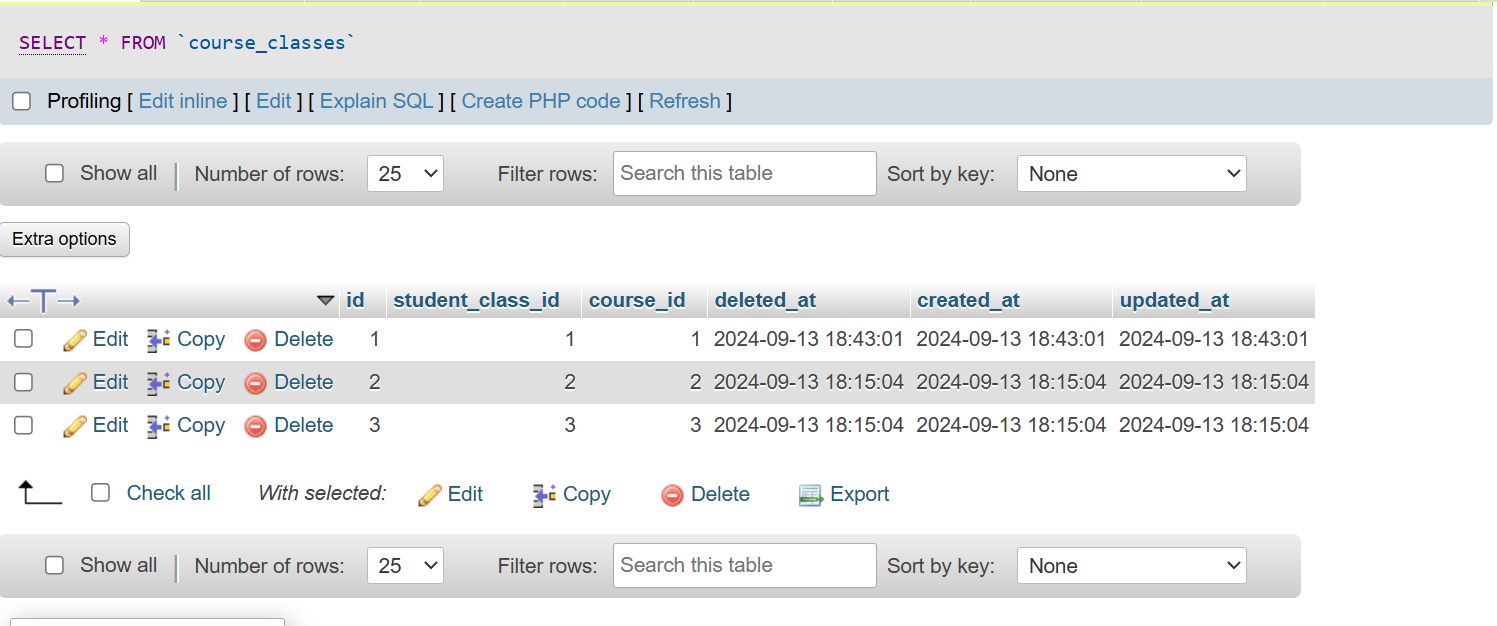 SELECT * FROM `course_classes`
Profiling [ Edit inline ] [ Edit ] [ Explain SQL ] [ Create PHP code ] [ Refresh ]
Show all | Number of rows: 25 Filter rows: Search this table Sort by key: None
Extra options
id student_class_id course_id deleted_at created_at updated_at
Edit Copy Delete 1 1 1 2024-09-13 18:43:01 2024-09-13 18:43:01 2024-09-13 18:43:01
Edit Copy Delete 2 2 2 2024-09-13 18:15:04 2024-09-13 18:15:04 2024-09-13 18:15:04
Edit Copy Delete 3 3 3 2024-09-13 18:15:04 2024-09-13 18:15:04 2024-09-13 18:15:04
Check all With selected: Edit Copy Delete Export
Show all | Number of rows: 25 Filter rows: Search this table Sort by key: None